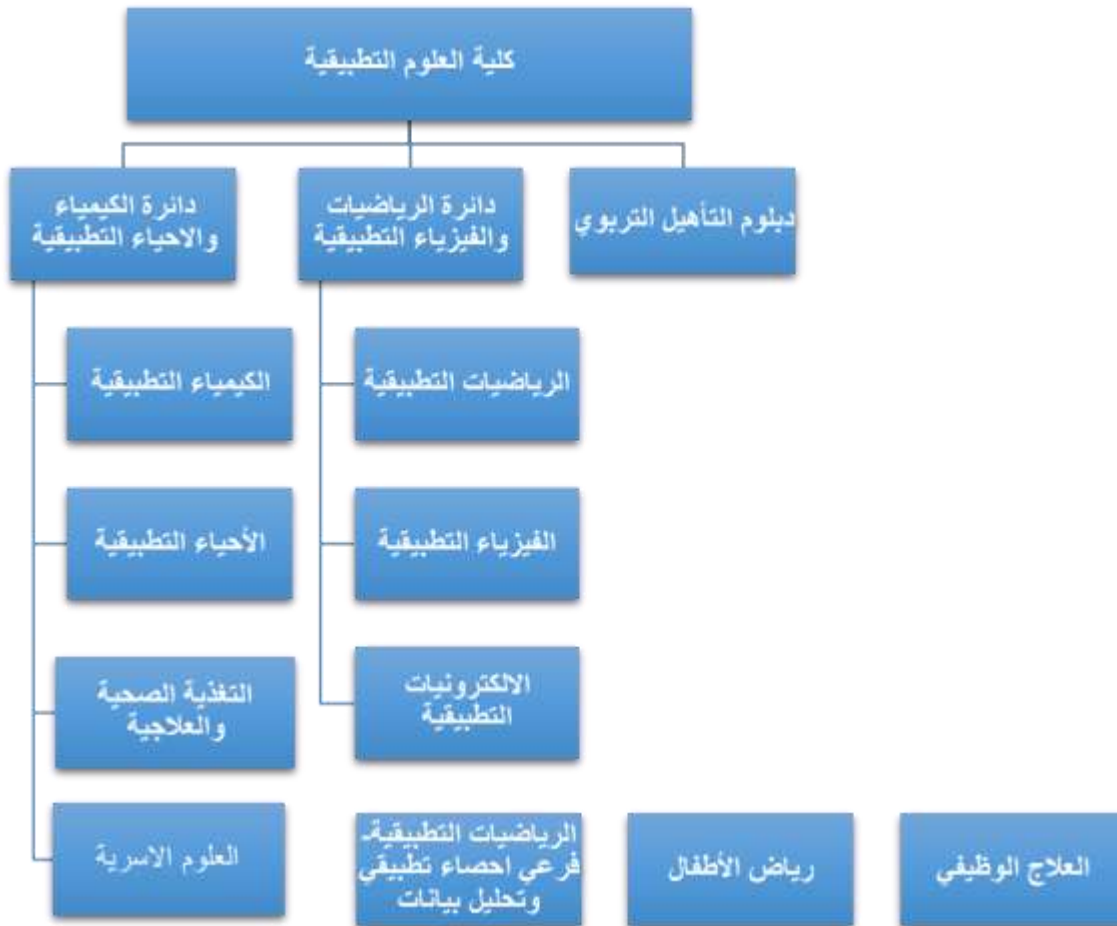 كلية العلوم التطبيقية
دبلوم التأهيل التربوي
دائرة الرياضيات
والفيزياء التطبيقية
دائرة الكيمياء
والاحياء التطبيقية
الرياضيات التطبيقية
الفيزياء التطبيقية
الالكترونيات
التطبيقية
الكيمياء التطبيقية
الأحياء التطبيقية
التغذية الصحية
والعلاجية
العلوم الاسرية
العلاج الوظيفي
رياض الأطفال
الرياضيات التطبيقية-
فرعي احصاء تطبيقي
وتحليل بيانات